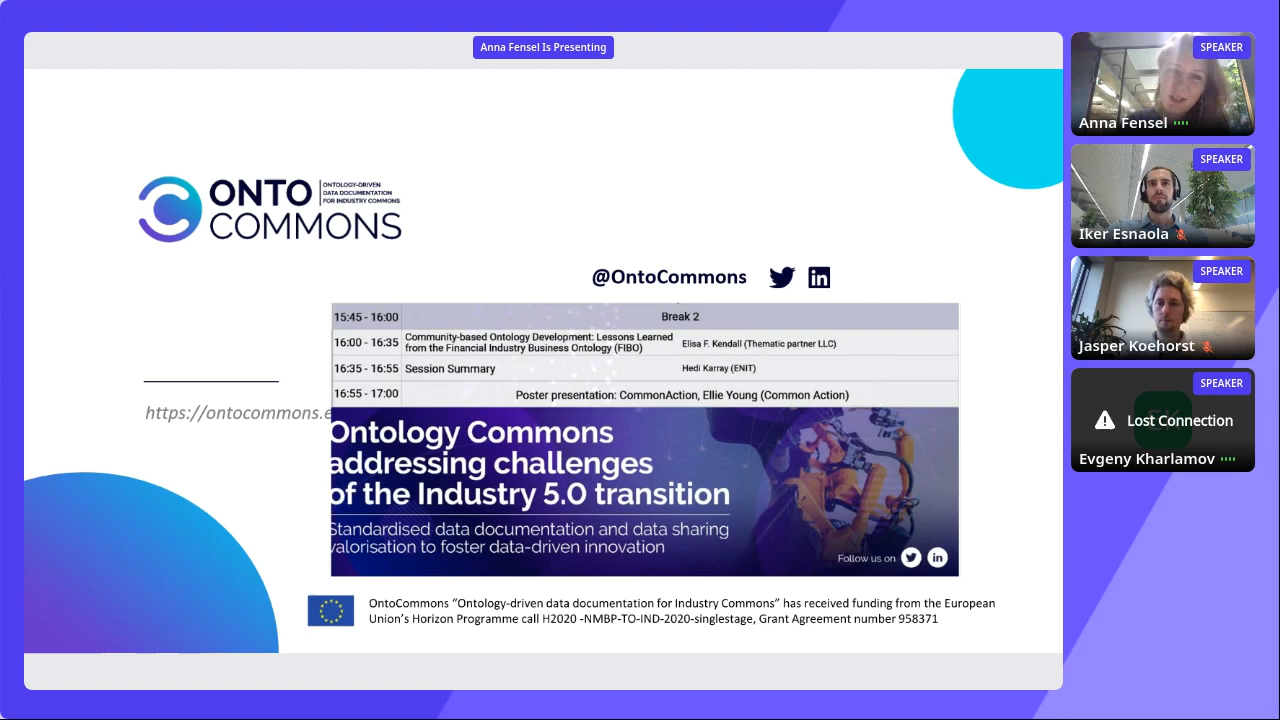 Anna Fensel Is Presenting
ONTO
COMMONS
ONTOLOGY-DRIVEN
DATA DOCUMENTATION
FOR INDUSTRY COMMONS
@OntoCommons
https://ontocommons.e
15:45 - 16:00 Break 2
16:00 - 16:35 Community-based Ontology Development: Lessons Learned
from the Financial Industry Business Ontology (FIBO) Elisa F. Kendall (Thematic partner LLC)
16:35 - 16:55 Session Summary Hedi Karray (ENIT)
16:55 - 17:00 Poster presentation: CommonAction, Ellie Young (Common Action)
Ontology Commons
addressing challenges
of the Industry 5.0 transition
Standardised data documentation and data sharing
valorisation to foster data-driven innovation
Follow us on
OntoCommons “Ontology-driven data documentation for Industry Commons” has received funding from the European
Union’s Horizon Programme call H2020 -NMBP-TO-IND-2020-singlestage, Grant Agreement number 958371
SPEAKER
Anna Fensel
SPEAKER
Iker Esnaola
SPEAKER
Jasper Koehorst
SPEAKER
Lost Connection
Evgeny Kharlamov